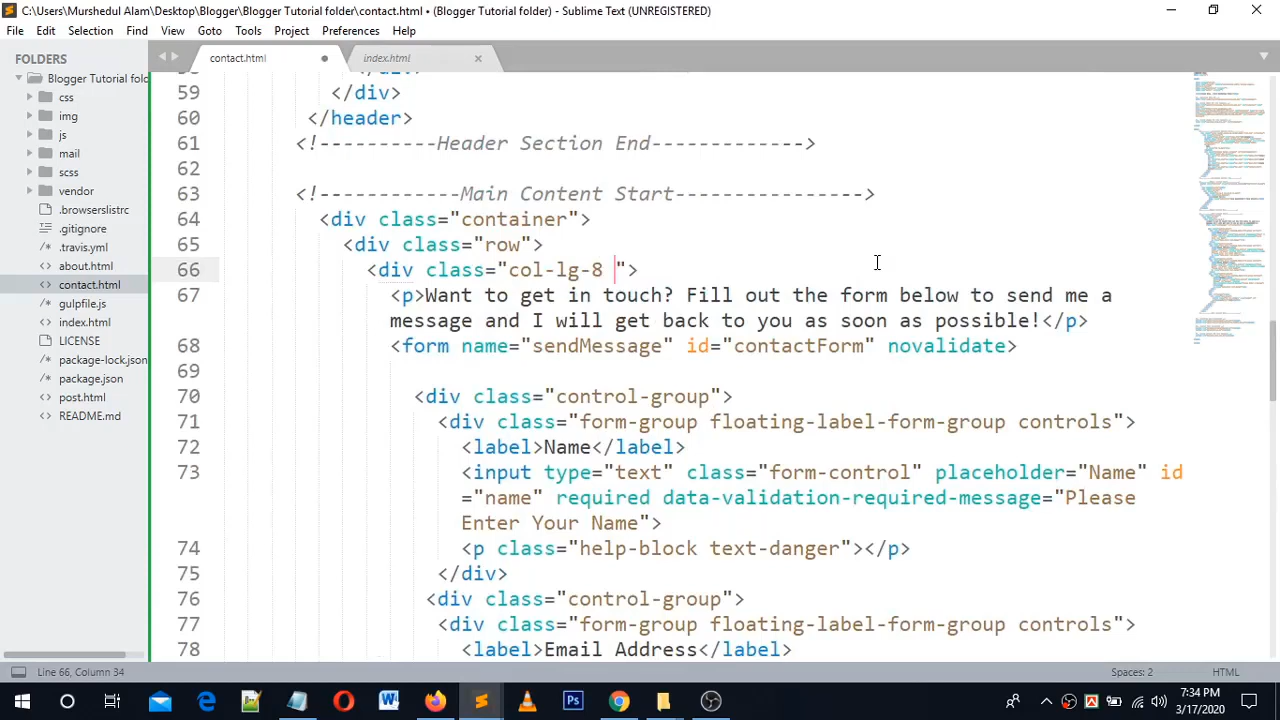 C:\Users\Murshedul Alam\Desktop\Blogger\Blogger Tutorial folder\contact.html • (Blogger Tutorial folder) - Sublime Text (UNREGISTERED)
File Edit Selection Find View Goto Tools Project Preferences Help
FOLDERS
Blogger Tutorial fold
css
img
js
mail
scss
vendor
.browserslistrc
.gitignore
.travis.yml
about.html
contact.html
gulpfile.js
index.html
LICENSE
package-lock.json
package.json
post.html
README.md
contact.html
index.html
59 </div>
60 </header>
61 <!----------Header Section End------------->
62
63 <!------------Main Content Start---------------->
64 <div class="container">
65 <div class="row">
66 <div class="col-lg-8 ">
67 <p>Want to get in touch? Fill out the form below to send me a
message and I will get back to you as soon as possible!</p>
68 <form name="sendMessage" id="contactForm" novalidate>
69
70 <div class="control-group">
71 <div class="form-group floating-label-form-group controls">
72 <label>Name</label>
73 <input type="text" class="form-control" placeholder="Name" id
="name" required data-validation-required-message="Please
Enter Your Name">
74 <p class="help-block text-danger"></p>
75 </div>
76 <div class="control-group">
77 <div class="form-group floating-label-form-group controls">
78 <label>Email Address</label>
Line 66, Column 34
Spaces: 2
HTML
7:34 PM
3/17/2020